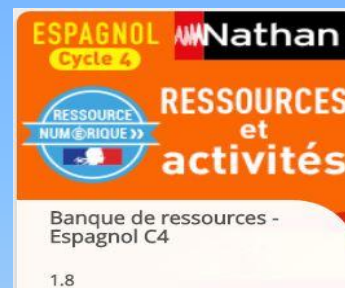 ESPAGNOL
Cycle 4
Nathan
RESSOURCES
et
activités
RESSOURCE
NUMÉRIQUE »
Banque de ressources -
Espagnol C4
1.8